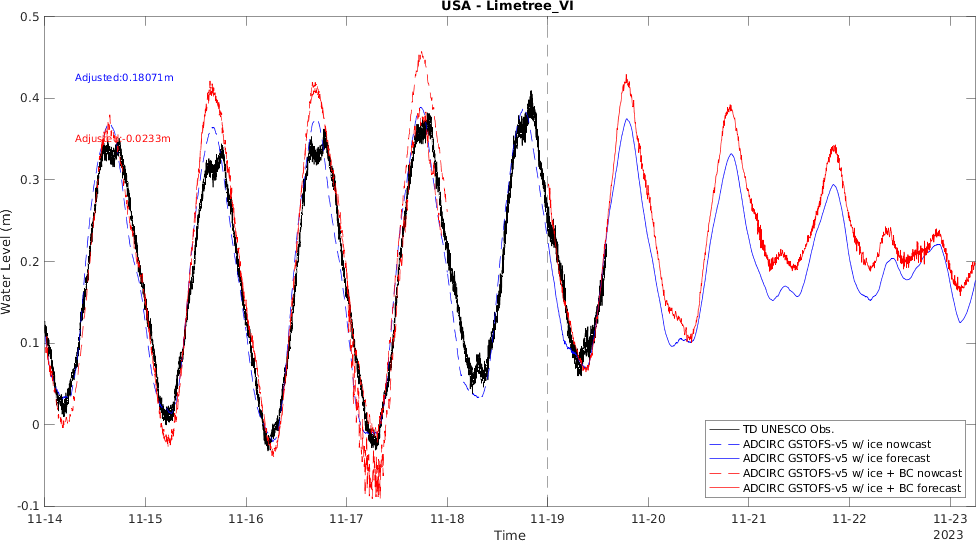 USA - Limetree_VI
0.5
0.4
0.3
0.2
0.1
0
-0.1
Water Level (m)
Adjusted:0.18071m
Adjusted:-0.0233m
TD UNESCO Obs.
ADCIRC GSTOFS-v5 w/ ice nowcast
ADCIRC GSTOFS-v5 w/ ice forecast
ADCIRC GSTOFS-v5 w/ ice + BC nowcast
ADCIRC GSTOFS-v5 w/ ice + BC forecast
11-14 11-15 11-16 11-17 11-18 11-19 11-20 11-21 11-22 11-23
Time
2023